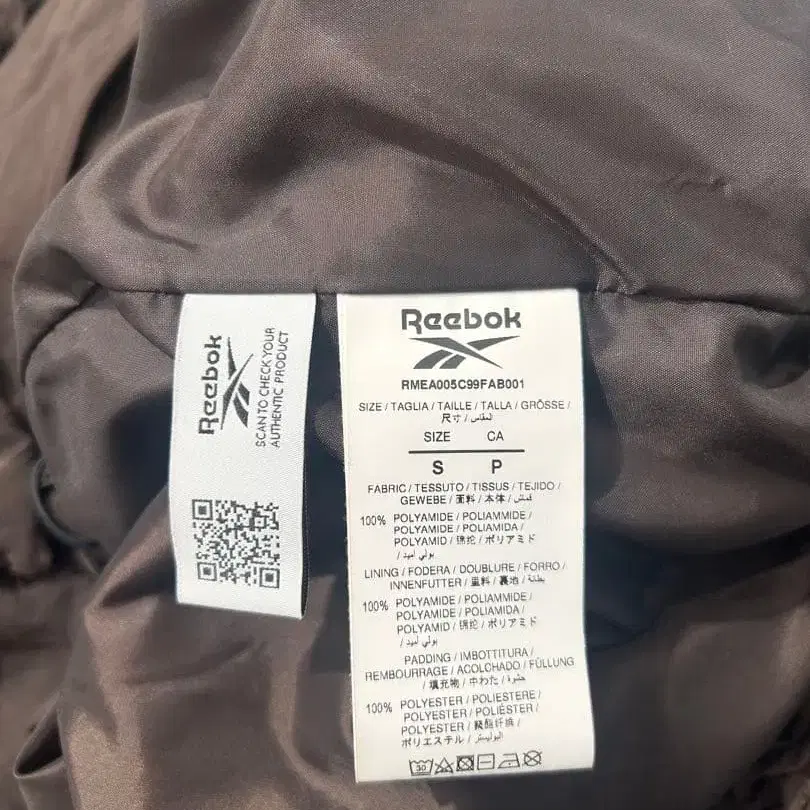 Reebok
SCAN TO CHECK YOUR
AUTHENTIC PRODUCT
Reebok
RMEA005C99FAB001
SIZE / TAGLIA / TAILLE / TALLA / GRÖSSE /
尺寸 / المقاس
SIZE CA
S P
FABRIC / TESSUTO / TISSUS / TEJIDO /
GEWEBE / 面料 / 本体 / قماش
100% POLYAMIDE / POLIAMMIDE /
POLYAMIDE / POLIAMIDA /
POLYAMID / 锦纶 / ポリアミド
/ بولي أميد
LINING / FODERA / DOUBLURE / FORRO /
INNENFUTTER / 里料 / 裏地 / بطانة
100% POLYAMIDE / POLIAMMIDE /
POLYAMIDE / POLIAMIDA /
POLYAMID / 锦纶 / ポリアミド
/ بولي أميد
PADDING / IMBOTTITURA /
REMBOURRAGE / ACOLCHADO / FÜLLUNG
/ 填充物 / 中わた / حشوة
100% POLYESTER / POLIESTERE /
POLYESTER / POLIÉSTER /
POLYESTER / 聚酯纤维 /
ポリエステル / البوليستر
30